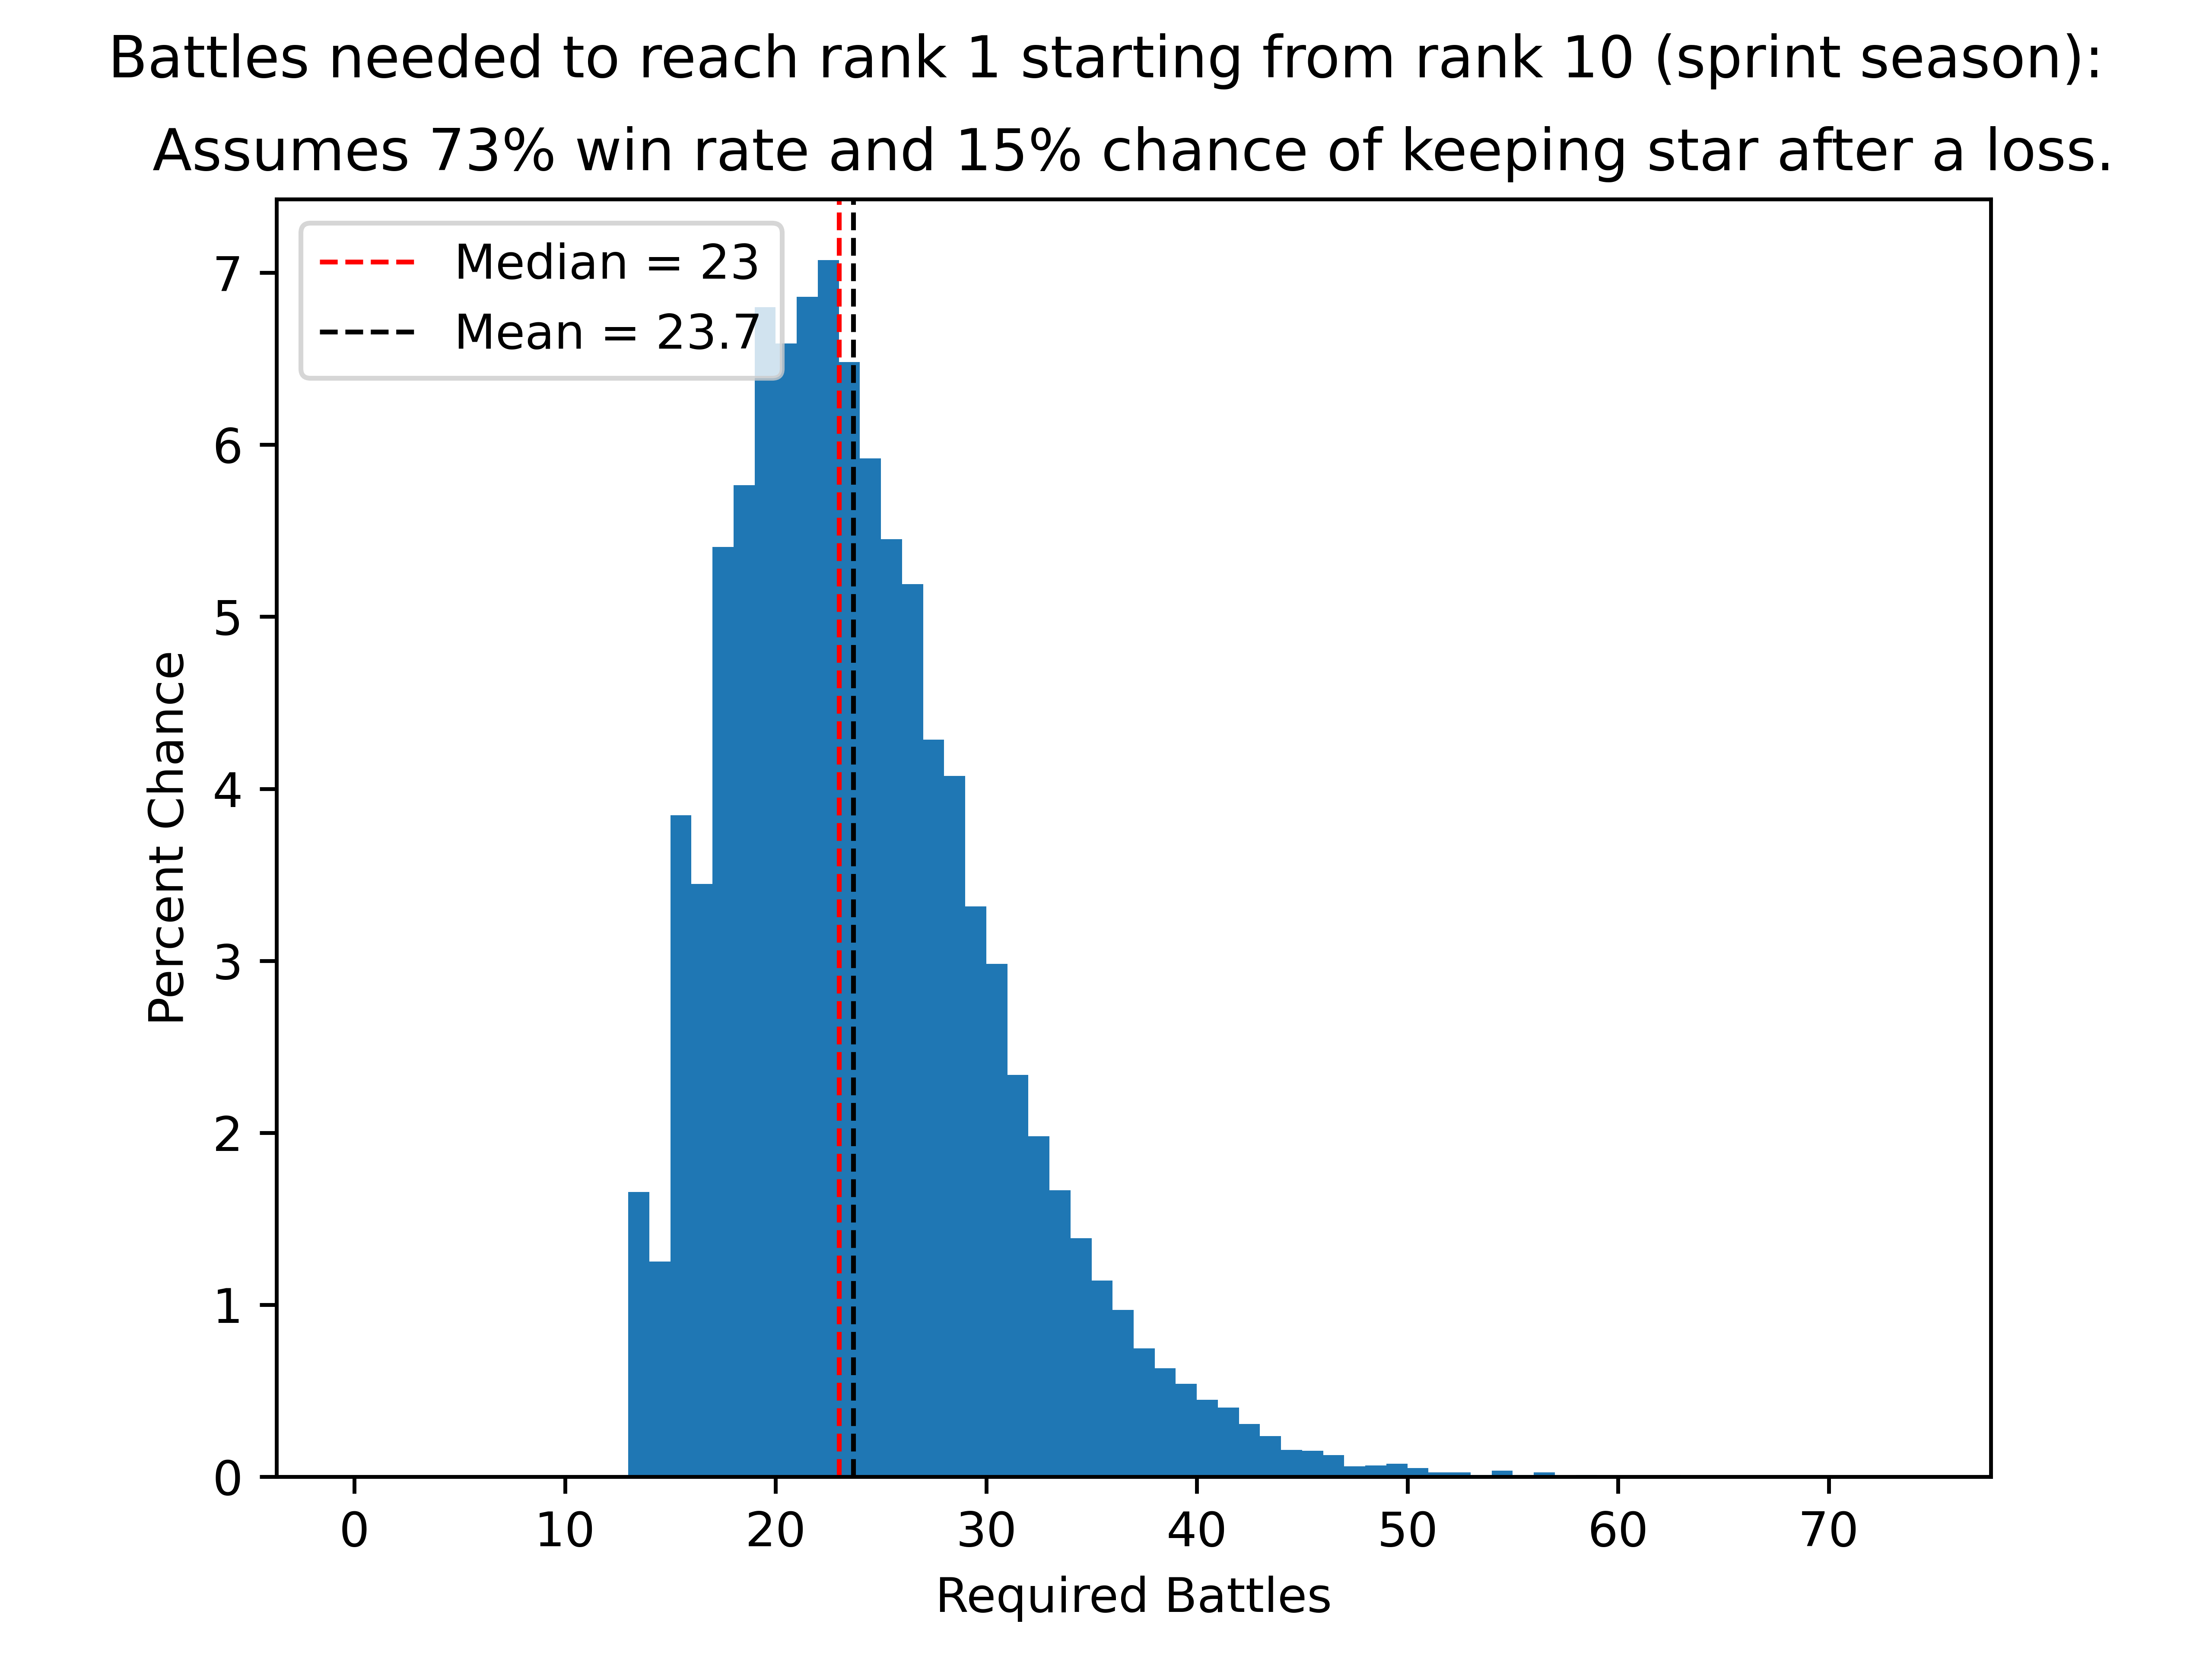 Battles needed to reach rank 1 starting from rank 10 (sprint season):
Assumes 73% win rate and 15% chance of keeping star after a loss.
Median = 23
Mean = 23.7
7
6
5
4
3
2
1
0
Percent Chance
0 10 20 30 40 50 60 70
Required Battles